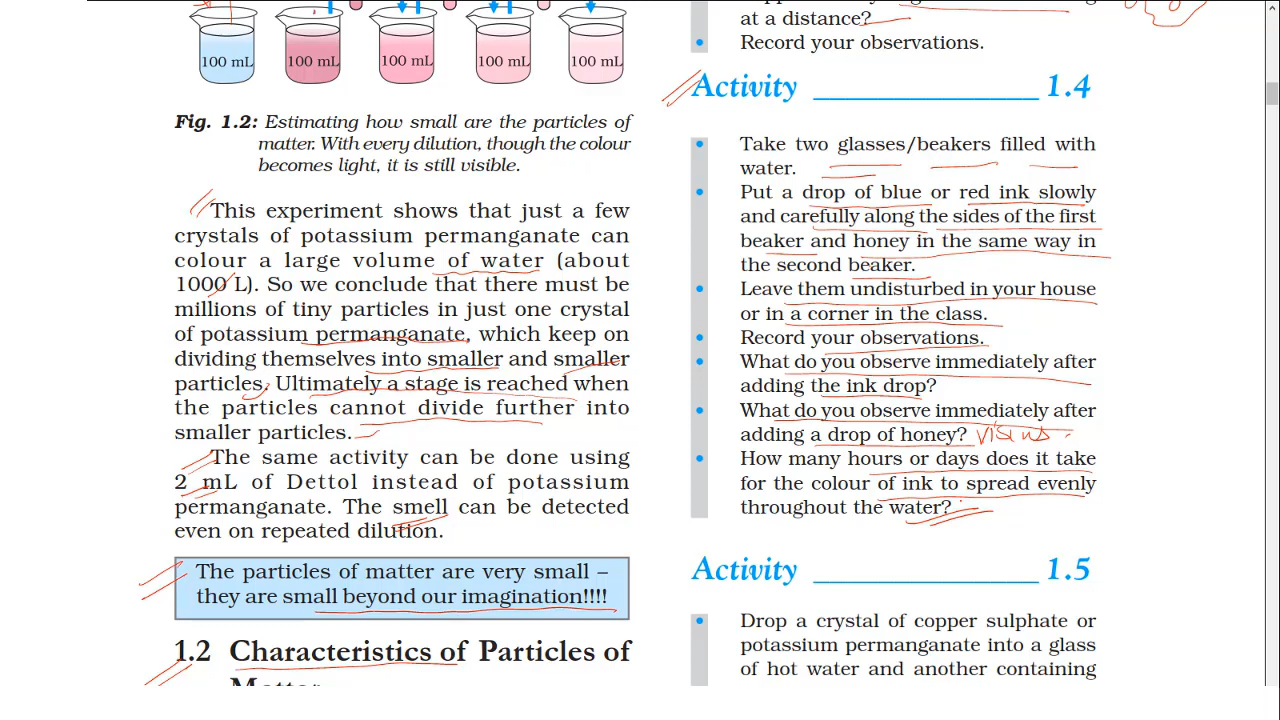 100 mL 100 mL 100 mL 100 mL 100 mL
Fig. 1.2: Estimating how small are the particles of
matter. With every dilution, though the colour
becomes light, it is still visible.
This experiment shows that just a few
crystals of potassium permanganate can
colour a large volume of water (about
1000 L). So we conclude that there must be
millions of tiny particles in just one crystal
of potassium permanganate, which keep on
dividing themselves into smaller and smaller
particles. Ultimately a stage is reached when
the particles cannot divide further into
smaller particles.
The same activity can be done using
2 mL of Dettol instead of potassium
permanganate. The smell can be detected
even on repeated dilution.
The particles of matter are very small –
they are small beyond our imagination!!!!
1.2 Characteristics of Particles of
Matter
at a distance?
• Record your observations.
Activity _______________ 1.4
• Take two glasses/beakers filled with
water.
• Put a drop of blue or red ink slowly
and carefully along the sides of the first
beaker and honey in the same way in
the second beaker.
• Leave them undisturbed in your house
or in a corner in the class.
• Record your observations.
• What do you observe immediately after
adding the ink drop?
• What do you observe immediately after
adding a drop of honey?
• How many hours or days does it take
for the colour of ink to spread evenly
throughout the water?
Activity _______________ 1.5
• Drop a crystal of copper sulphate or
potassium permanganate into a glass
of hot water and another containing